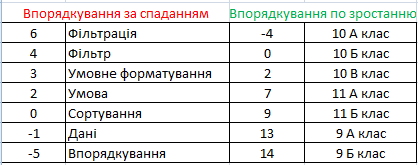 Впорядкування за спаданням Впорядкування по зростанню
6 Фільтрація -4 10 А клас
4 Фільтр 0 10 Б клас
3 Умовне форматування 2 10 В клас
2 Умова 7 11 А клас
0 Сортування 9 11 Б клас
-1 Дані 13 9 А клас
-5 Впорядкування 14 9 Б клас